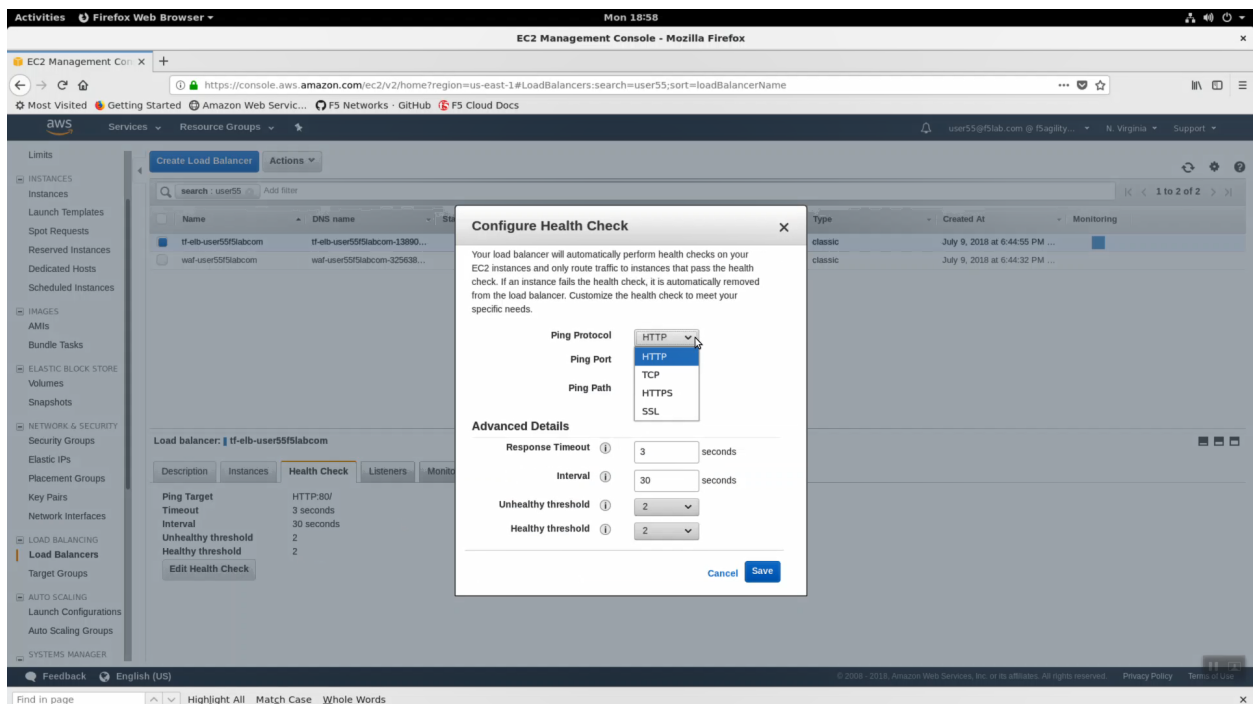 Activities Firefox Web Browser Mon 18:58
EC2 Management Console - Mozilla Firefox
EC2 Management Con
https://console.aws.amazon.com/ec2/v2/home?region=us-east-1#LoadBalancers:search=user55;sort=loadBalancerName
Most Visited Getting Started Amazon Web Servic... F5 Networks · GitHub F5 Cloud Docs
aws Services Resource Groups user55@f5lab.com @ f5agility... N. Virginia Support
Limits
INSTANCES
Instances
Launch Templates
Spot Requests
Reserved Instances
Dedicated Hosts
Scheduled Instances
IMAGES
AMIs
Bundle Tasks
ELASTIC BLOCK STORE
Volumes
Snapshots
NETWORK & SECURITY
Security Groups
Elastic IPs
Placement Groups
Key Pairs
Network Interfaces
LOAD BALANCING
Load Balancers
Target Groups
AUTO SCALING
Launch Configurations
Auto Scaling Groups
SYSTEMS MANAGER
Create Load Balancer Actions
search : user55 Add filter 1 to 2 of 2
Name DNS name Sta Type Created At Monitoring
tf-elb-user55f5labcom tf-elb-user55f5labcom-13890... classic July 9, 2018 at 6:44:55 PM ...
waf-user55f5labcom waf-user55f5labcom-325638... classic July 9, 2018 at 6:44:32 PM ...
Configure Health Check
Your load balancer will automatically perform health checks on your
EC2 instances and only route traffic to instances that pass the health
check. If an instance fails the health check, it is automatically removed
from the load balancer. Customize the health check to meet your
specific needs.
Ping Protocol HTTP
HTTP
TCP
HTTPS
SSL
Ping Port
Ping Path
Advanced Details
Response Timeout 3 seconds
Interval 30 seconds
Unhealthy threshold 2
Healthy threshold 2
Cancel Save
Load balancer: tf-elb-user55f5labcom
Description Instances Health Check Listeners Monito
Ping Target HTTP:80/
Timeout 3 seconds
Interval 30 seconds
Unhealthy threshold 2
Healthy threshold 2
Edit Health Check
Feedback English (US) © 2008 - 2018, Amazon Web Services, Inc. or its affiliates. All rights reserved. Privacy Policy Terms of Use
Find in page Highlight All Match Case Whole Words